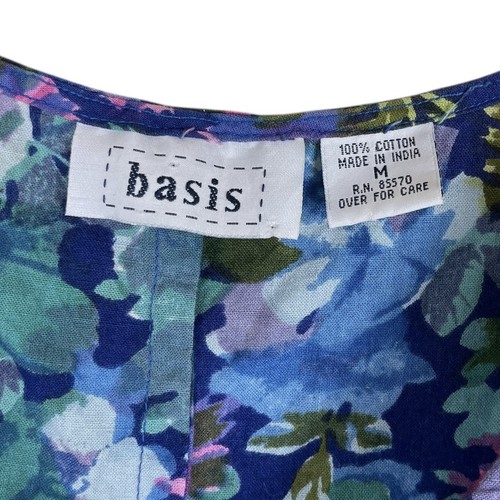 basis
100% COTTON
MADE IN INDIA
M
R.N. 85570
OVER FOR CARE